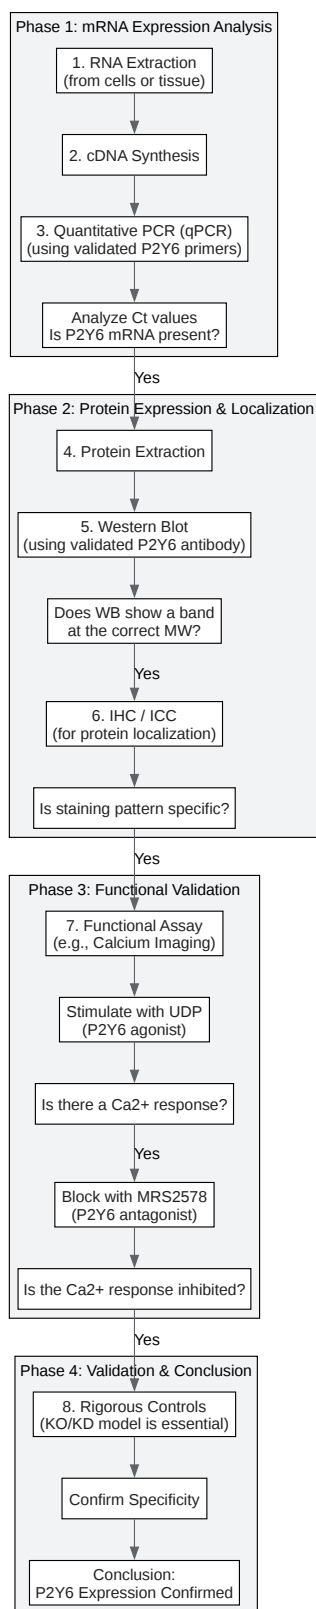 Phase 1: mRNA Expression Analysis
1. RNA Extraction
(from cells or tissue)
2. cDNA Synthesis
3. Quantitative PCR (qPCR)
(using validated P2Y6 primers)
Analyze Ct values
Is P2Y6 mRNA present?
Yes
Phase 2: Protein Expression & Localization
4. Protein Extraction
5. Western Blot
(using validated P2Y6 antibody)
Does WB show a band
at the correct MW?
Yes
6. IHC / ICC
(for protein localization)
Is staining pattern specific?
Yes
Phase 3: Functional Validation
7. Functional Assay
(e.g., Calcium Imaging)
Stimulate with UDP
(P2Y6 agonist)
Is there a Ca2+ response?
Yes
Block with MRS2578
(P2Y6 antagonist)
Is the Ca2+ response inhibited?
Yes
Phase 4: Validation & Conclusion
8. Rigorous Controls
(KO/KD model is essential)
Confirm Specificity
Conclusion:
P2Y6 Expression Confirmed